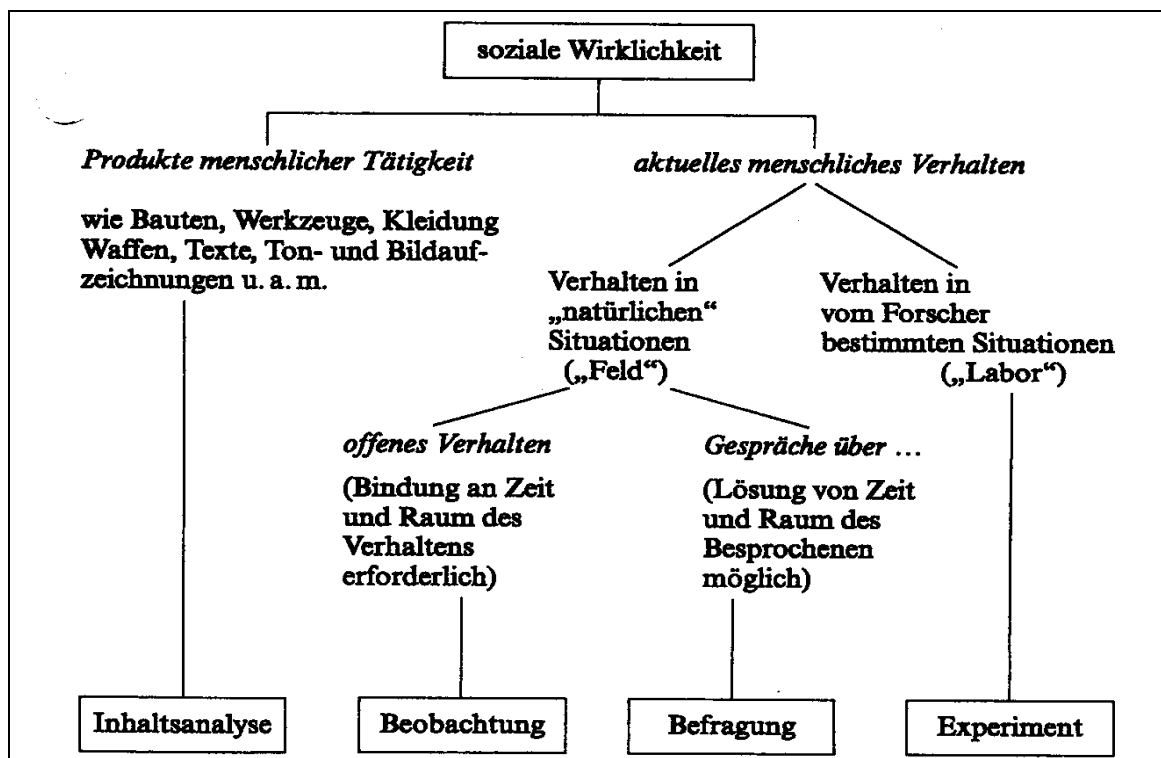 soziale Wirklichkeit
Produkte menschlicher Tätigkeit
wie Bauten, Werkzeuge, Kleidung
Waffen, Texte, Ton- und Bildauf-
zeichnungen u. a. m.
aktuelles menschliches Verhalten
Verhalten in
„natürlichen“
Situationen
(„Feld“)
Verhalten in
vom Forscher
bestimmten Situationen
(„Labor“)
offenes Verhalten
(Bindung an Zeit
und Raum des
Verhaltens
erforderlich)
Gespräche über ...
(Lösung von Zeit
und Raum des
Besprochenen
möglich)
Inhaltsanalyse
Beobachtung
Befragung
Experiment